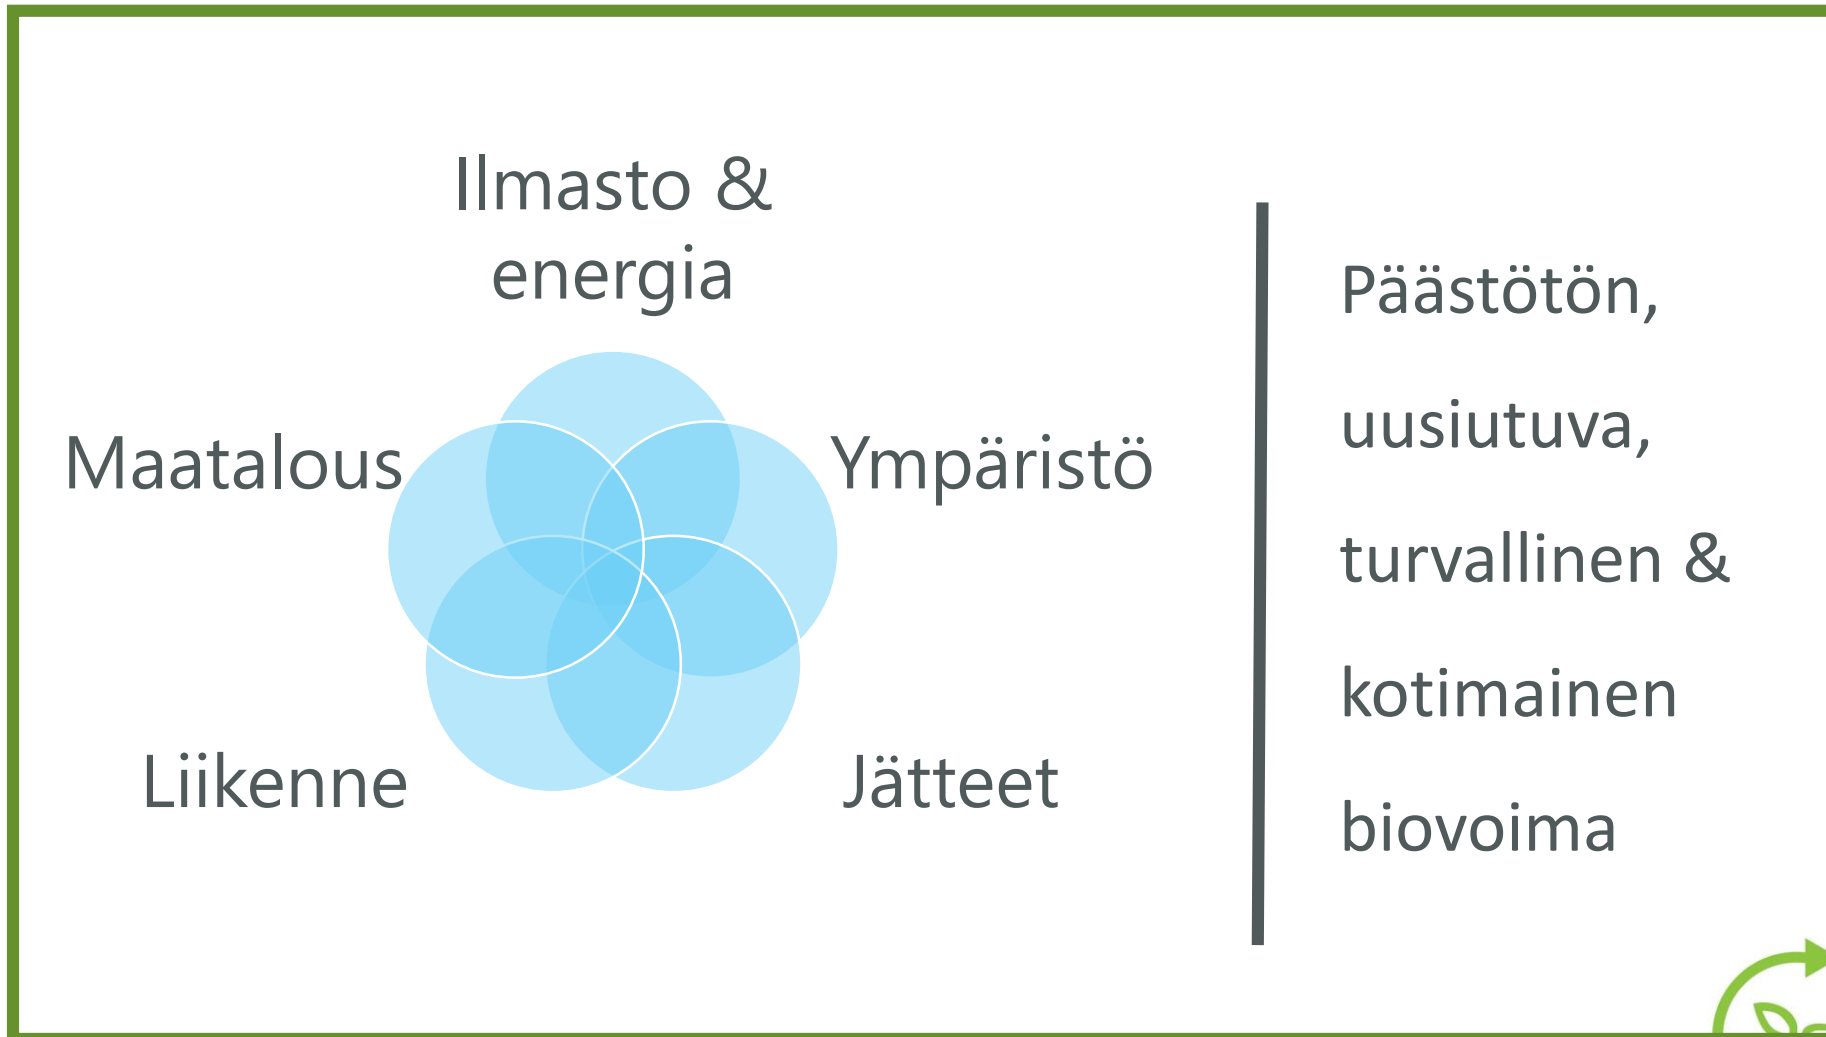 Ilmasto &
energia
Maatalous
Ympäristö
Liikenne
Jätteet
Päästötön,
uusiutuva,
turvallinen &
kotimainen
biovoima